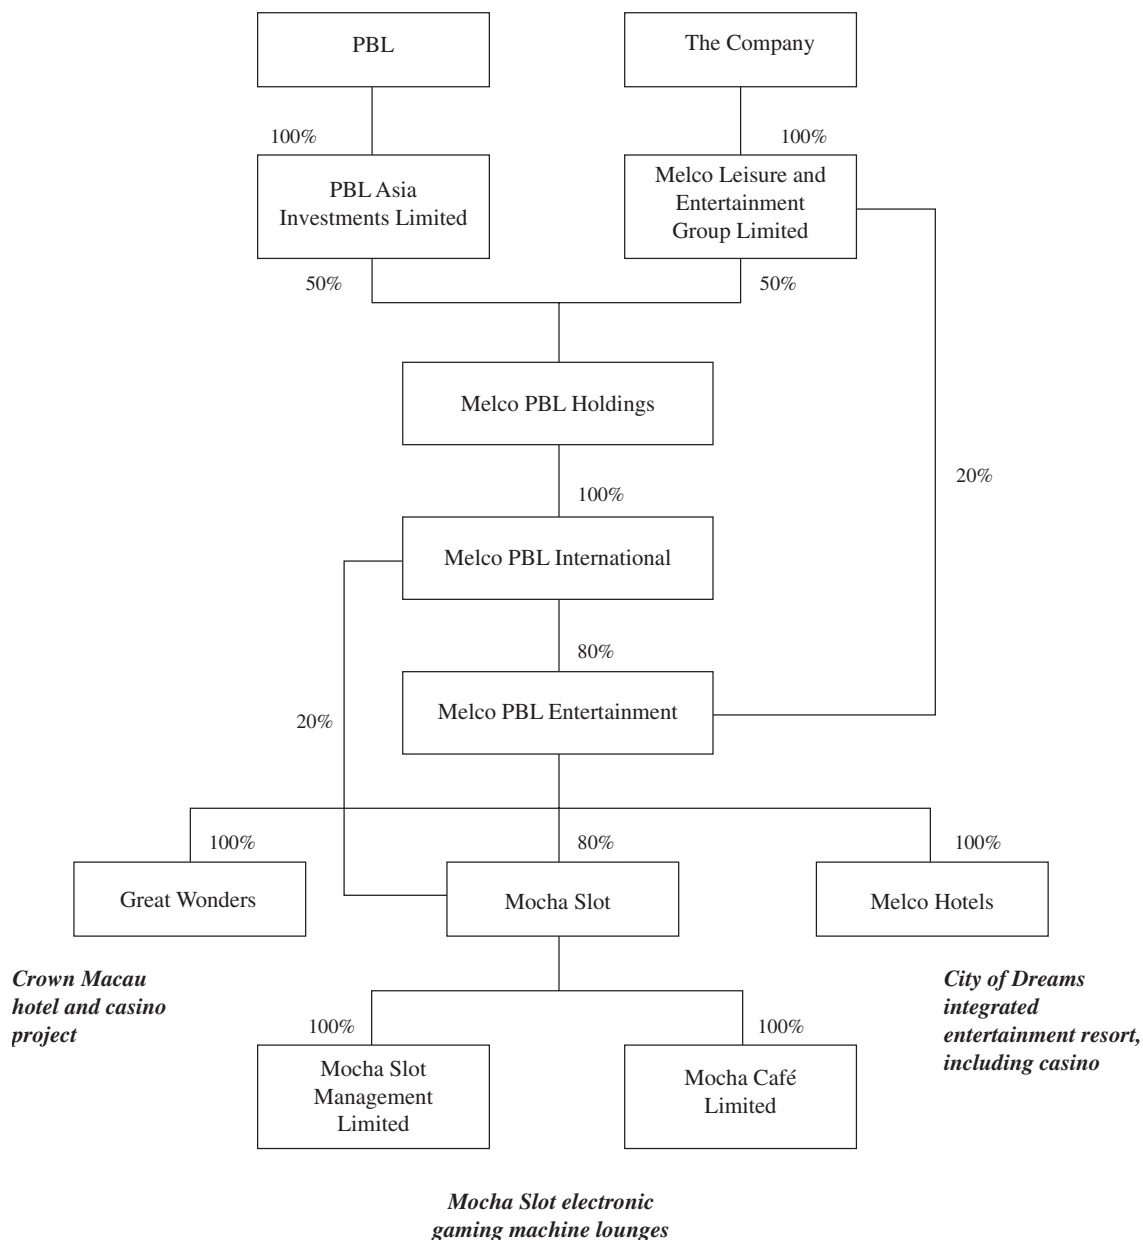 PBL
The Company
100%
100%
PBL Asia
Investments Limited
Melco Leisure and
Entertainment
Group Limited
50%
50%
Melco PBL Holdings
20%
100%
Melco PBL International
80%
Melco PBL Entertainment
20%
100%
80%
100%
Great Wonders
Mocha Slot
Melco Hotels
Crown Macau
hotel and casino
project
City of Dreams
integrated
entertainment resort,
including casino
100%
100%
Mocha Slot
Management
Limited
Mocha Café
Limited
Mocha Slot electronic
gaming machine lounges